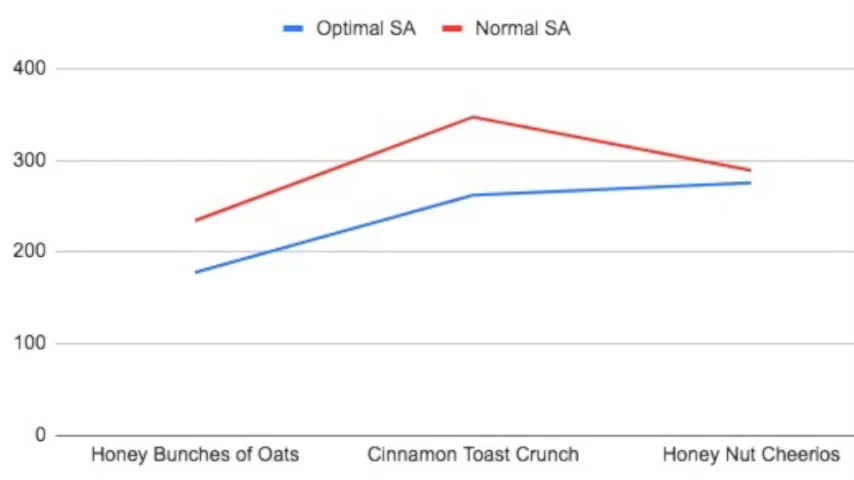 Optimal SA Normal SA
400
300
200
100
0
Honey Bunches of Oats Cinnamon Toast Crunch Honey Nut Cheerios